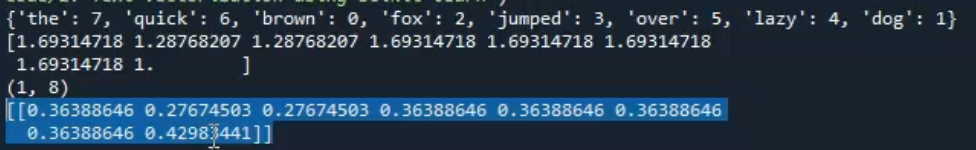 {'the': 7, 'quick': 6, 'brown': 0, 'fox': 2, 'jumped': 3, 'over': 5, 'lazy': 4, 'dog': 1}
[1.69314718 1.28768207 1.28768207 1.69314718 1.69314718 1.69314718
1.69314718 1. ]
(1, 8)
[[0.36388646 0.27674503 0.27674503 0.36388646 0.36388646 0.36388646
0.36388646 0.42983441]]